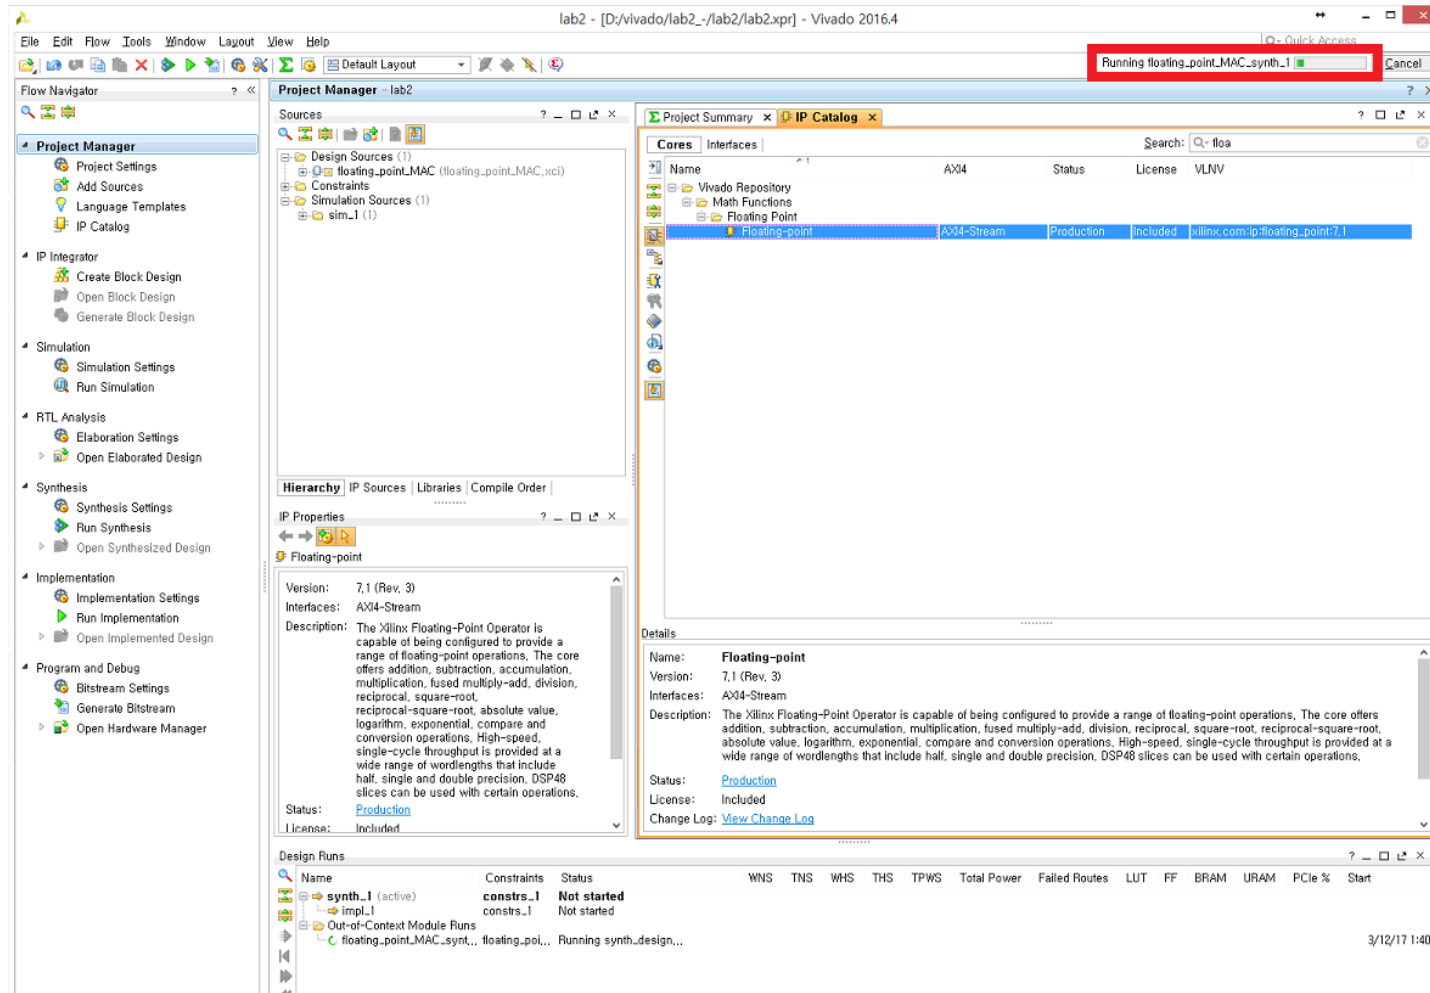 lab2 - [D:/vivado/lab2_-/lab2/lab2.xpr] - Vivado 2016.4
File Edit Flow Tools Window Layout View Help
Q- Quick Access
Default Layout
Running floating_point_MAC_synth_1
Cancel
Flow Navigator
Project Manager
Project Settings
Add Sources
Language Templates
IP Catalog
IP Integrator
Create Block Design
Open Block Design
Generate Block Design
Simulation
Simulation Settings
Run Simulation
RTL Analysis
Elaboration Settings
Open Elaborated Design
Synthesis
Synthesis Settings
Run Synthesis
Open Synthesized Design
Implementation
Implementation Settings
Run Implementation
Open Implemented Design
Program and Debug
Bitstream Settings
Generate Bitstream
Open Hardware Manager
Project Manager - lab2
Sources
Design Sources (1)
floating_point_MAC (floating_point_MAC.xci)
Constraints
Simulation Sources (1)
sim_1 (1)
Hierarchy IP Sources Libraries Compile Order
IP Properties
Floating-point
Version: 7.1 (Rev. 3)
Interfaces: AXI4-Stream
Description: The Xilinx Floating-Point Operator is
capable of being configured to provide a
range of floating-point operations. The core
offers addition, subtraction, accumulation,
multiplication, fused multiply-add, division,
reciprocal, square-root,
reciprocal-square-root, absolute value,
logarithm, exponential, compare and
conversion operations. High-speed,
single-cycle throughput is provided at a
wide range of wordlengths that include
half, single and double precision. DSP48
slices can be used with certain operations.
Status: Production
License: Included
Project Summary IP Catalog
Cores Interfaces
Search: Q- floa
Name AXI4 Status License VLNV
Vivado Repository
Math Functions
Floating Point
Floating-point AXI4-Stream Production Included xilinx.com:ip:floating_point:7.1
Details
Name: Floating-point
Version: 7.1 (Rev. 3)
Interfaces: AXI4-Stream
Description: The Xilinx Floating-Point Operator is capable of being configured to provide a range of floating-point operations. The core offers
addition, subtraction, accumulation, multiplication, fused multiply-add, division, reciprocal, square-root, reciprocal-square-root,
absolute value, logarithm, exponential, compare and conversion operations. High-speed, single-cycle throughput is provided at a
wide range of wordlengths that include half, single and double precision. DSP48 slices can be used with certain operations.
Status: Production
License: Included
Change Log: View Change Log
Design Runs
Name Constraints Status WNS TNS WHS THS TPWS Total Power Failed Routes LUT FF BRAM URAM PCIe % Start
synth_1 (active) constrs_1 Not started
impl_1 constrs_1 Not started
Out-of-Context Module Runs
floating_point_MAC_synt... floating_poi... Running synth_design... 3/12/17 1:40